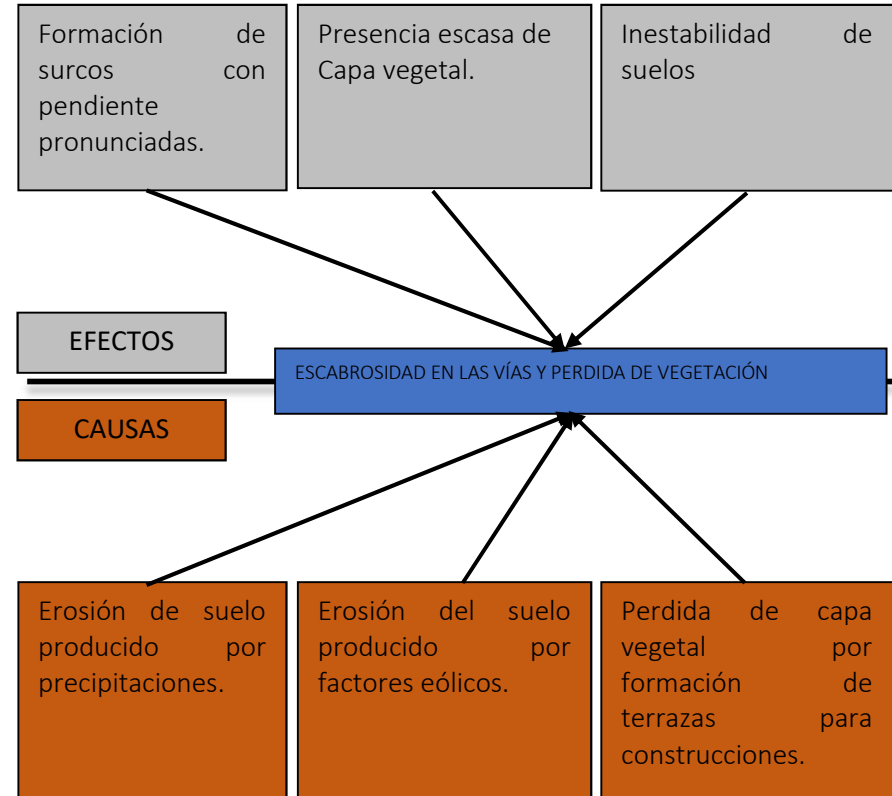 Formación de
surcos con
pendiente
pronunciadas.
Presencia escasa de
Capa vegetal.
Inestabilidad de
suelos
EFECTOS
ESCABROSIDAD EN LAS VÍAS Y PERDIDA DE VEGETACIÓN
CAUSAS
Erosión de suelo
producido por
precipitaciones.
Erosión del suelo
producido por
factores eólicos.
Perdida de capa
vegetal por
formación de
terrazas para
construcciones.